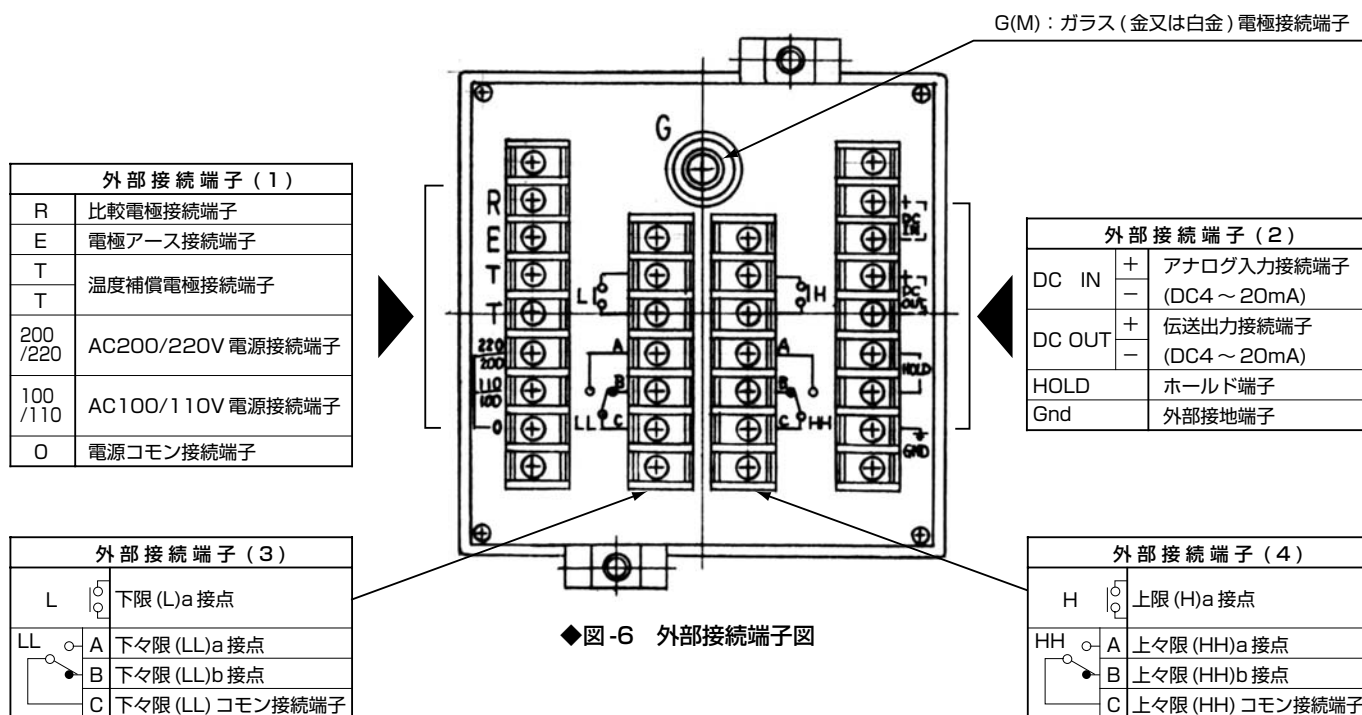 G(M)：ガラス(金又は白金)電極接続端子
外部接続端子(1)
R 比較電極接続端子
E 電極アース接続端子
T 温度補償電極接続端子
T
200/220 AC200/220V電源接続端子
100/110 AC100/110V電源接続端子
0 電源コモン接続端子
G
R
E
T
T
220
200
110
100
0
L
A
B
C
LL
H
A
B
C
HH
+
DC
IN
−
+
DC
OUT
−
HOLD
GND
外部接続端子(2)
DC IN + アナログ入力接続端子
− (DC4～20mA)
DC OUT + 伝送出力接続端子
− (DC4～20mA)
HOLD ホールド端子
Gnd 外部接地端子
外部接続端子(3)
L 下限(L)a接点
LL A 下々限(LL)a接点
B 下々限(LL)b接点
C 下々限(LL)コモン接続端子
◆図-6 外部接続端子図
外部接続端子(4)
H 上限(H)a接点
HH A 上々限(HH)a接点
B 上々限(HH)b接点
C 上々限(HH)コモン接続端子